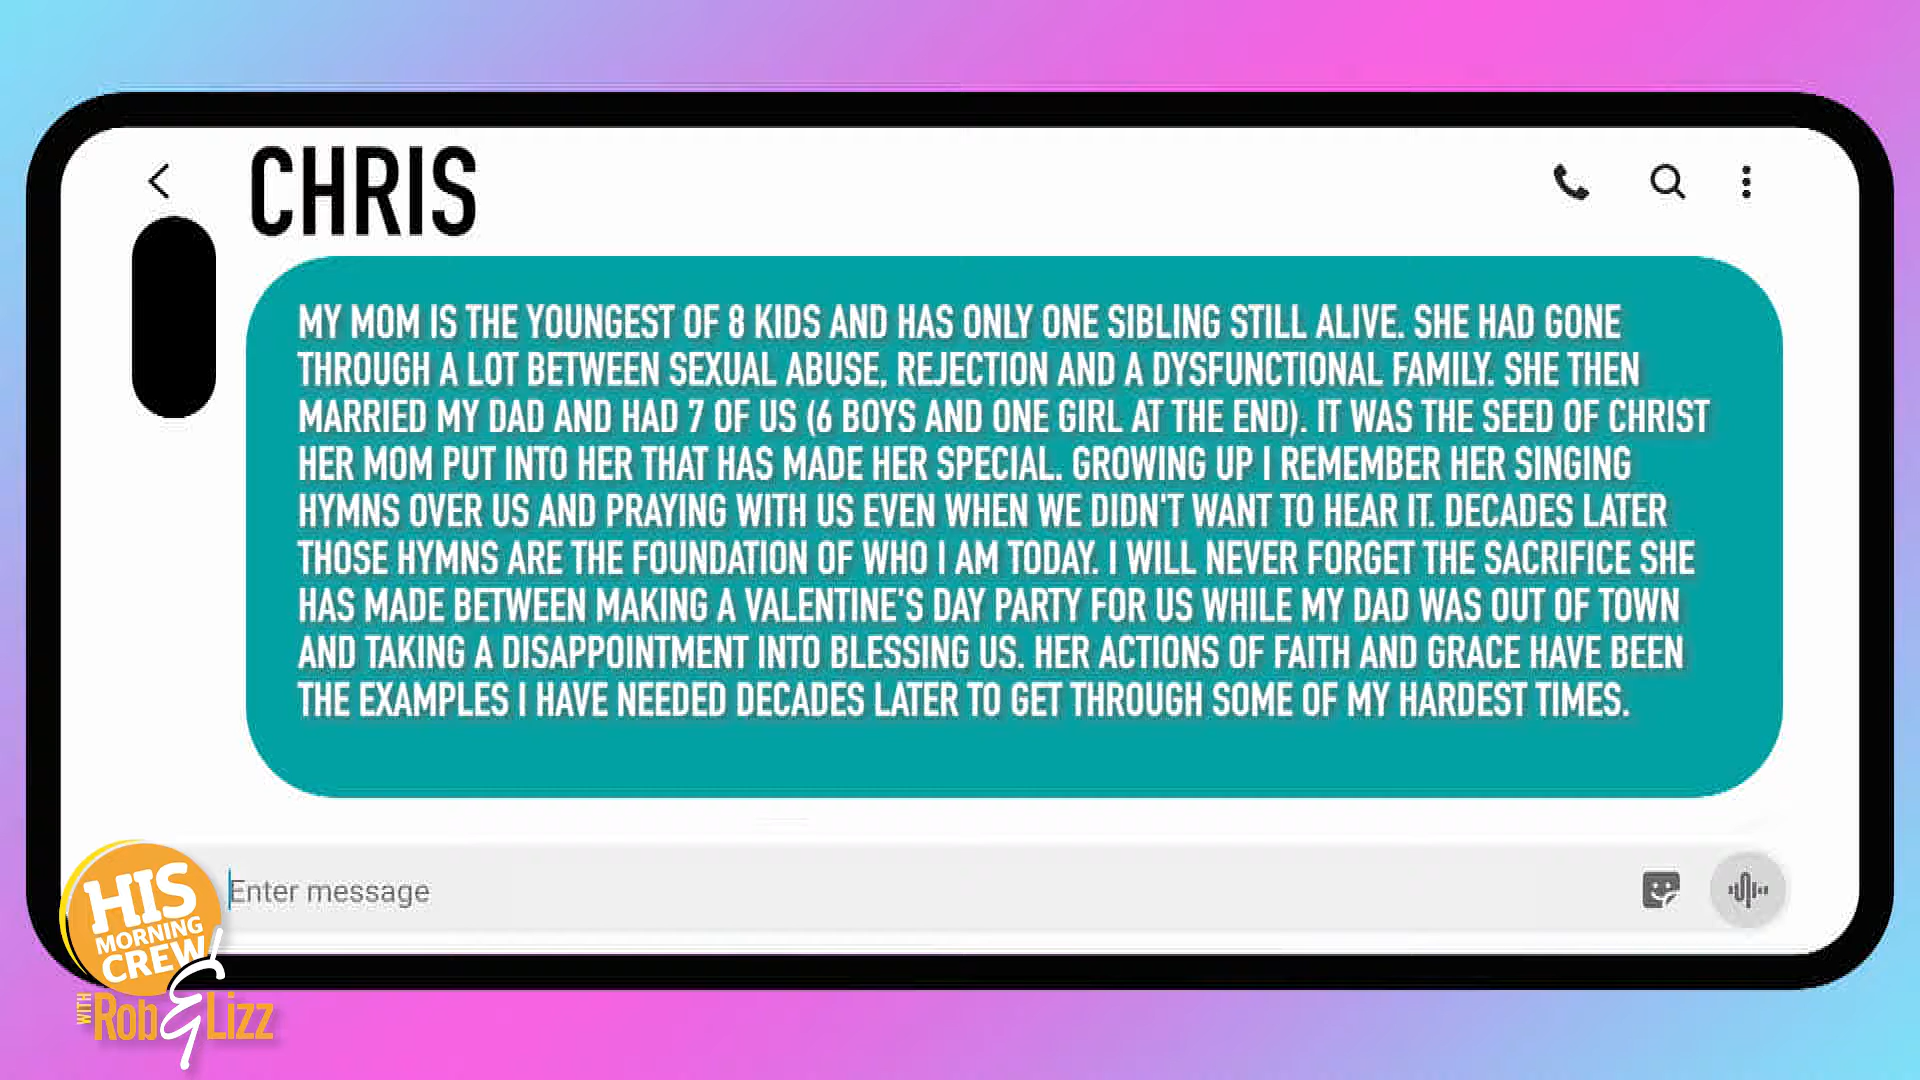 CHRIS
MY MOM IS THE YOUNGEST OF 8 KIDS AND HAS ONLY ONE SIBLING STILL ALIVE. SHE HAD GONE
THROUGH A LOT BETWEEN SEXUAL ABUSE, REJECTION AND A DYSFUNCTIONAL FAMILY. SHE THEN
MARRIED MY DAD AND HAD 7 OF US (6 BOYS AND ONE GIRL AT THE END). IT WAS THE SEED OF CHRIST
HER MOM PUT INTO HER THAT HAS MADE HER SPECIAL. GROWING UP I REMEMBER HER SINGING
HYMNS OVER US AND PRAYING WITH US EVEN WHEN WE DIDN'T WANT TO HEAR IT. DECADES LATER
THOSE HYMNS ARE THE FOUNDATION OF WHO I AM TODAY. I WILL NEVER FORGET THE SACRIFICE SHE
HAS MADE BETWEEN MAKING A VALENTINE'S DAY PARTY FOR US WHILE MY DAD WAS OUT OF TOWN
AND TAKING A DISAPPOINTMENT INTO BLESSING US. HER ACTIONS OF FAITH AND GRACE HAVE BEEN
THE EXAMPLES I HAVE NEEDED DECADES LATER TO GET THROUGH SOME OF MY HARDEST TIMES.
Enter message
HIS
MORNING
CREW!
WITH Rob & Lizz